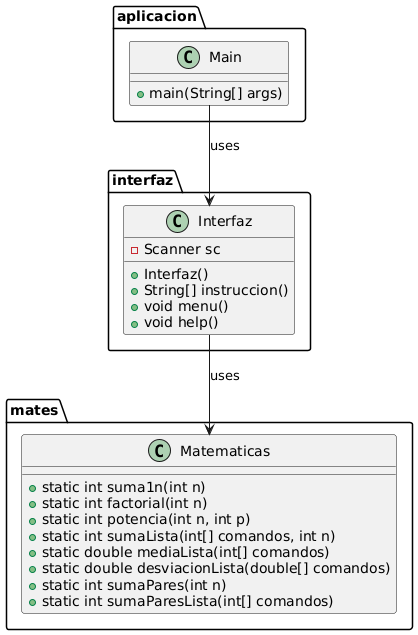 aplicacion
C Main
main(String[] args)
uses
interfaz
C Interfaz
Scanner sc
Interfaz()
String[] instruccion()
void menu()
void help()
uses
mates
C Matematicas
static int suma1n(int n)
static int factorial(int n)
static int potencia(int n, int p)
static int sumaLista(int[] comandos, int n)
static double mediaLista(int[] comandos)
static double desviacionLista(double[] comandos)
static int sumaPares(int n)
static int sumaParesLista(int[] comandos)